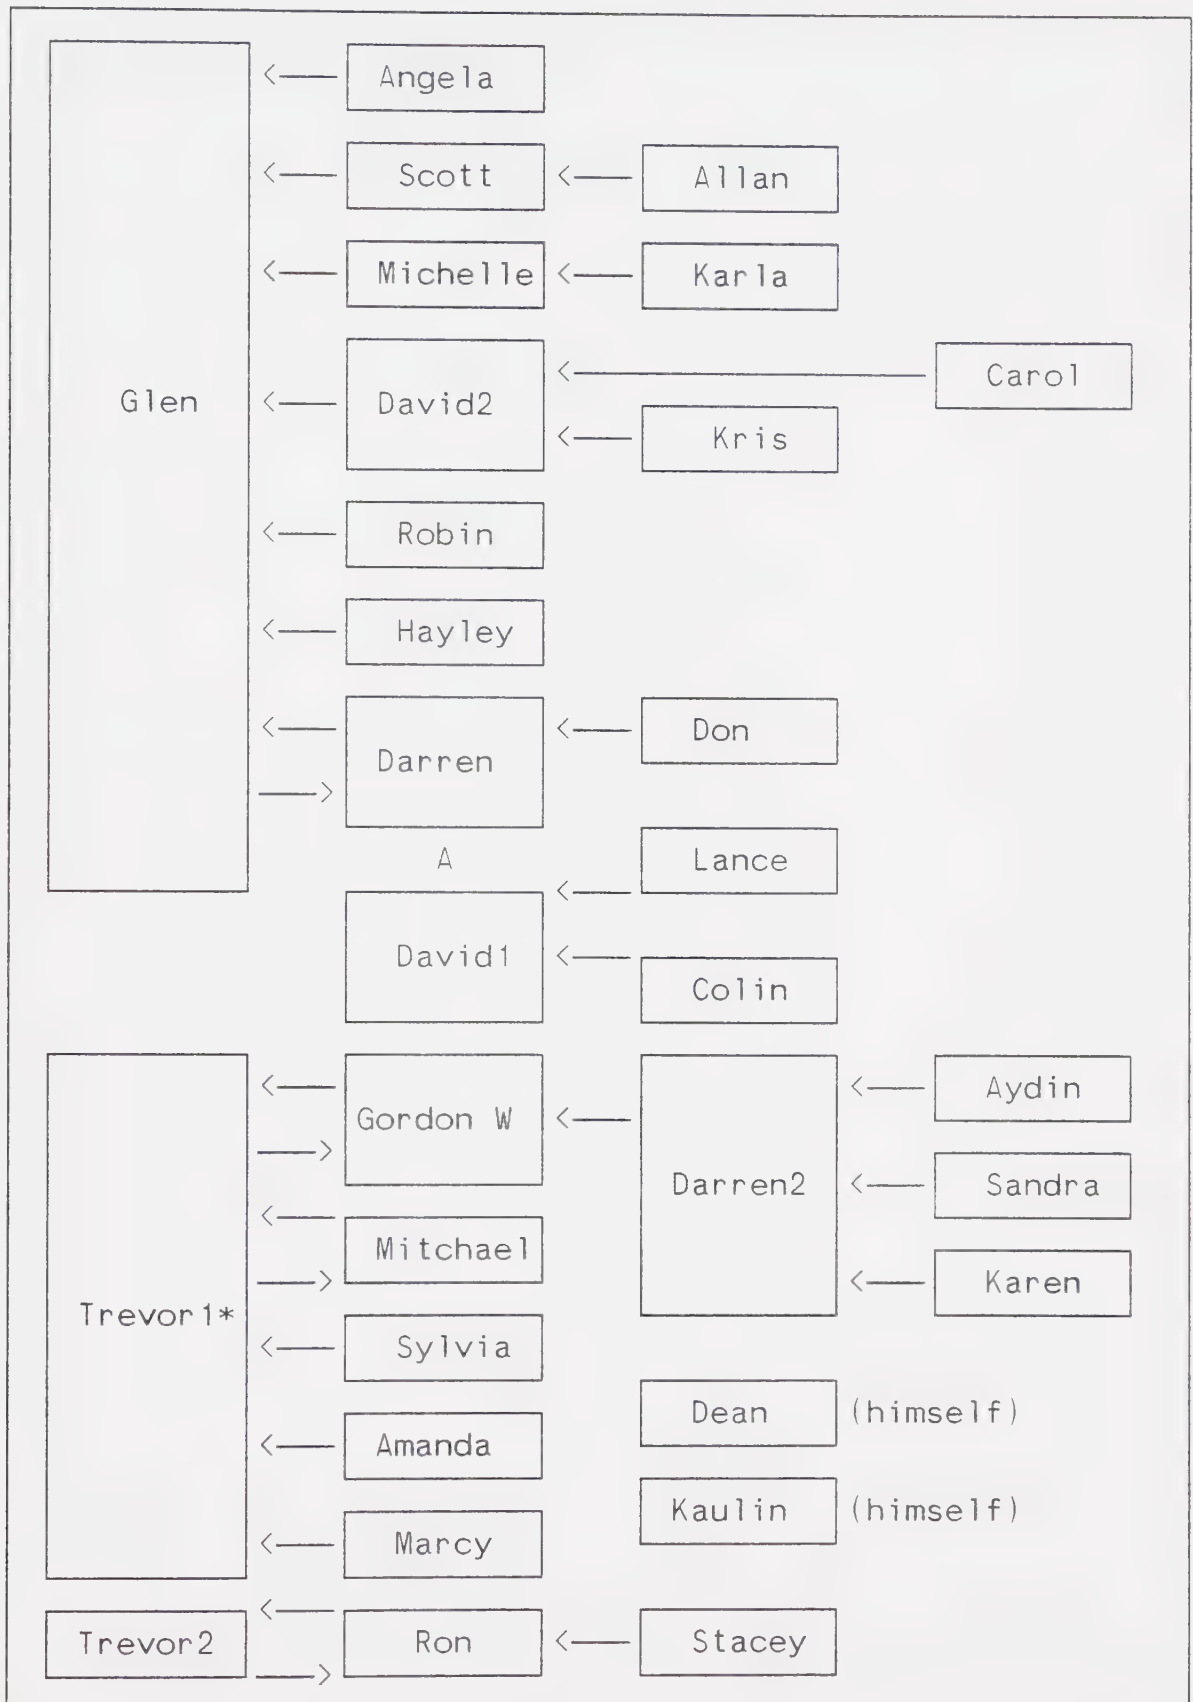 Angela
Scott
Allan
Michelle
Karla
Carol
Glen
David2
Kris
Robin
Hayley
Don
Darren
Lance
A
David1
Colin
Aydin
Gordon W
Darren2
Sandra
Mitchael
Karen
Trevor1*
Sylvia
Dean (himself)
Amanda
Kaulin (himself)
Marcy
Trevor2
Ron
Stacey